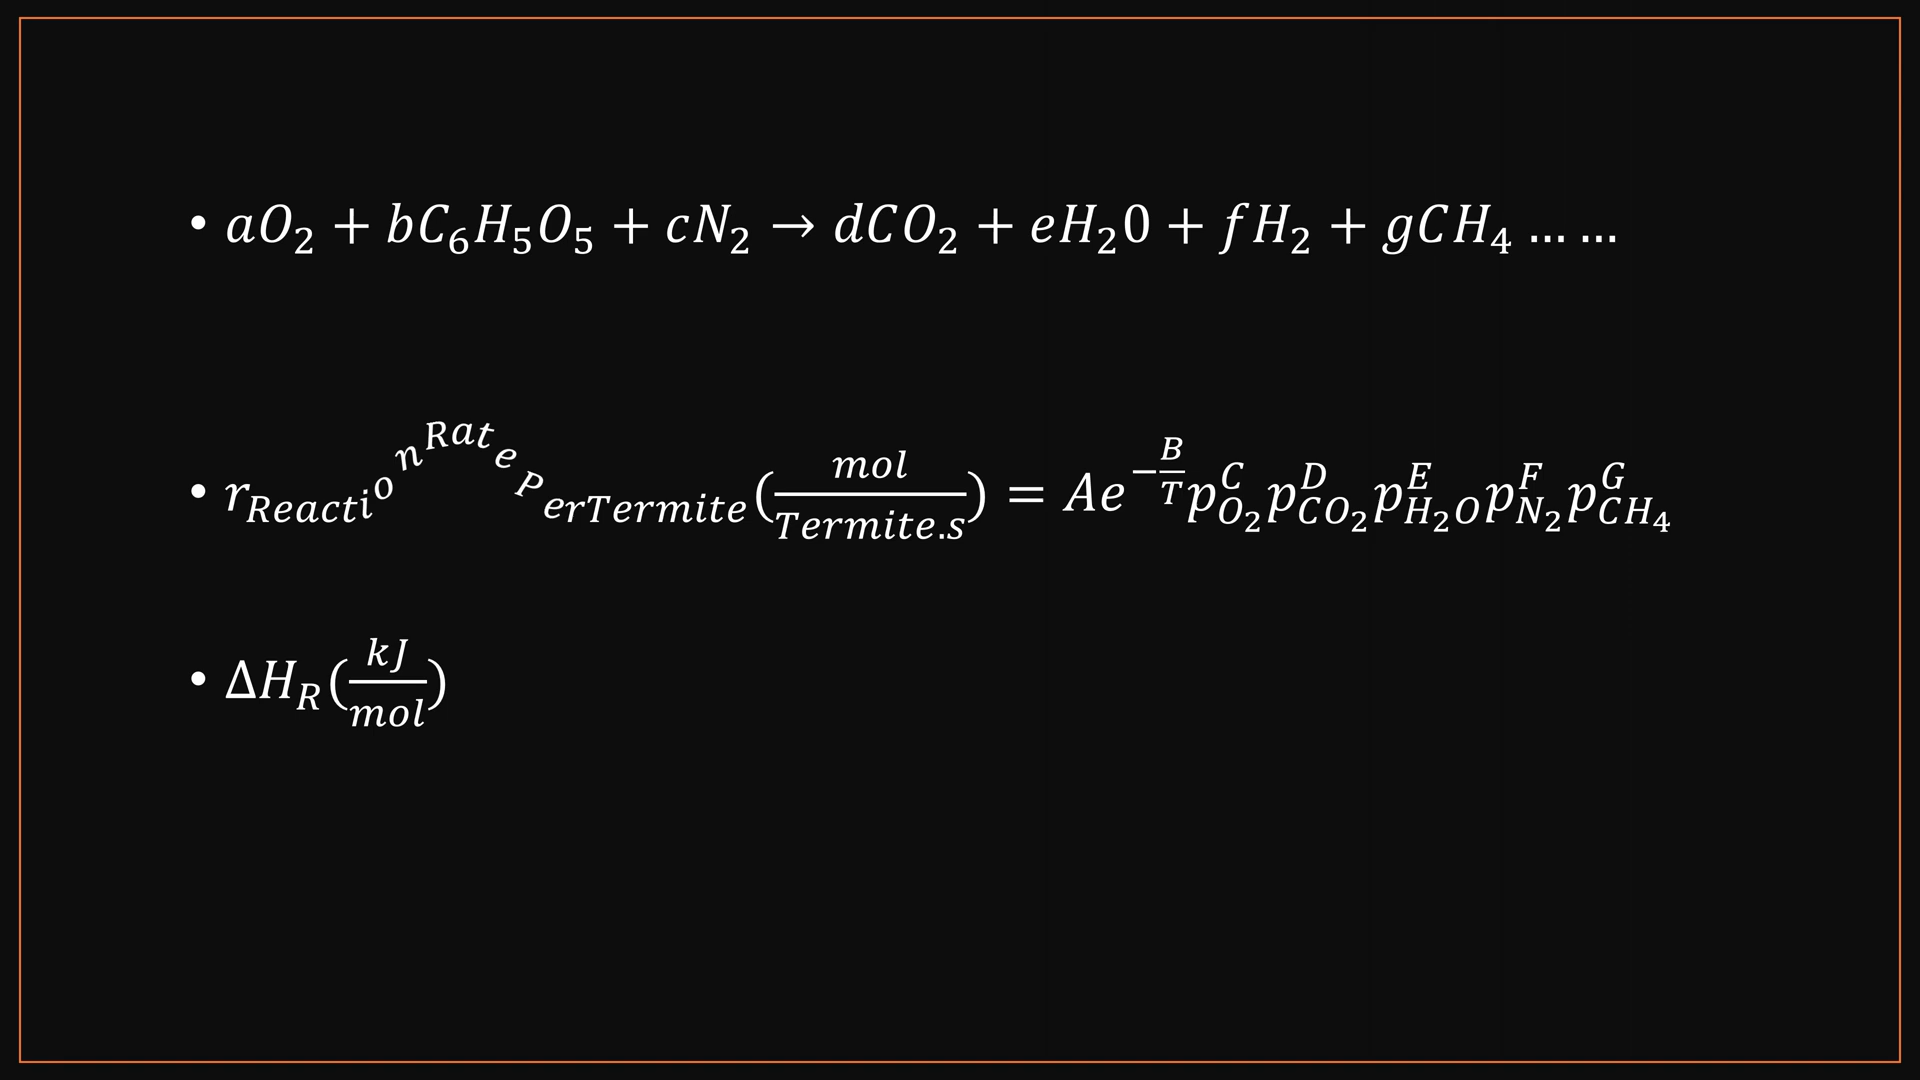 • aO₂ + bC₆H₅O₅ + cN₂ → dCO₂ + eH₂0 + fH₂ + gCH₄ … …
• r_ReactionRatePerTermite (mol/Termite.s) = Ae^(−B/T) p_O₂^C p_CO₂^D p_H₂O^E p_N₂^F p_CH₄^G
• ΔH_R (kJ/mol)